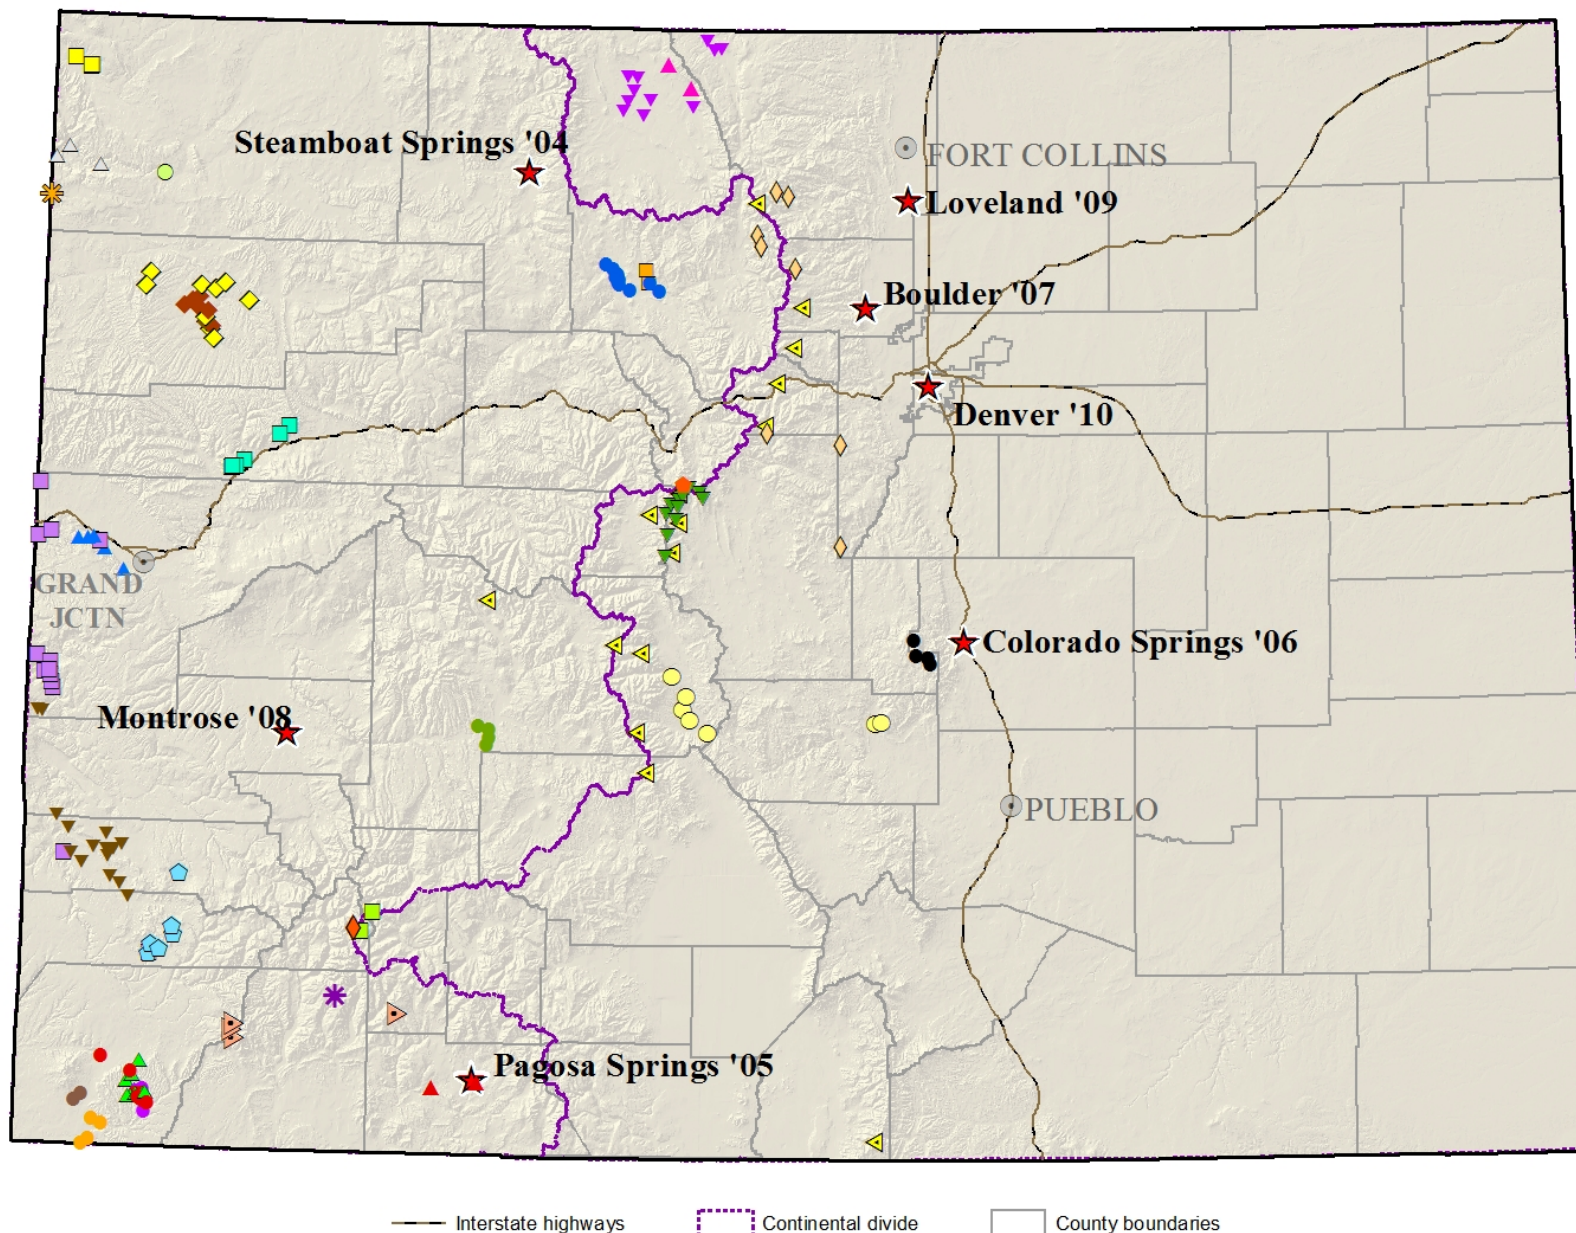 Steamboat Springs '04
FORT COLLINS
Loveland '09
Boulder '07
Denver '10
GRAND
JCTN
Colorado Springs '06
Montrose '08
PUEBLO
Pagosa Springs '05
Interstate highways
Continental divide
County boundaries